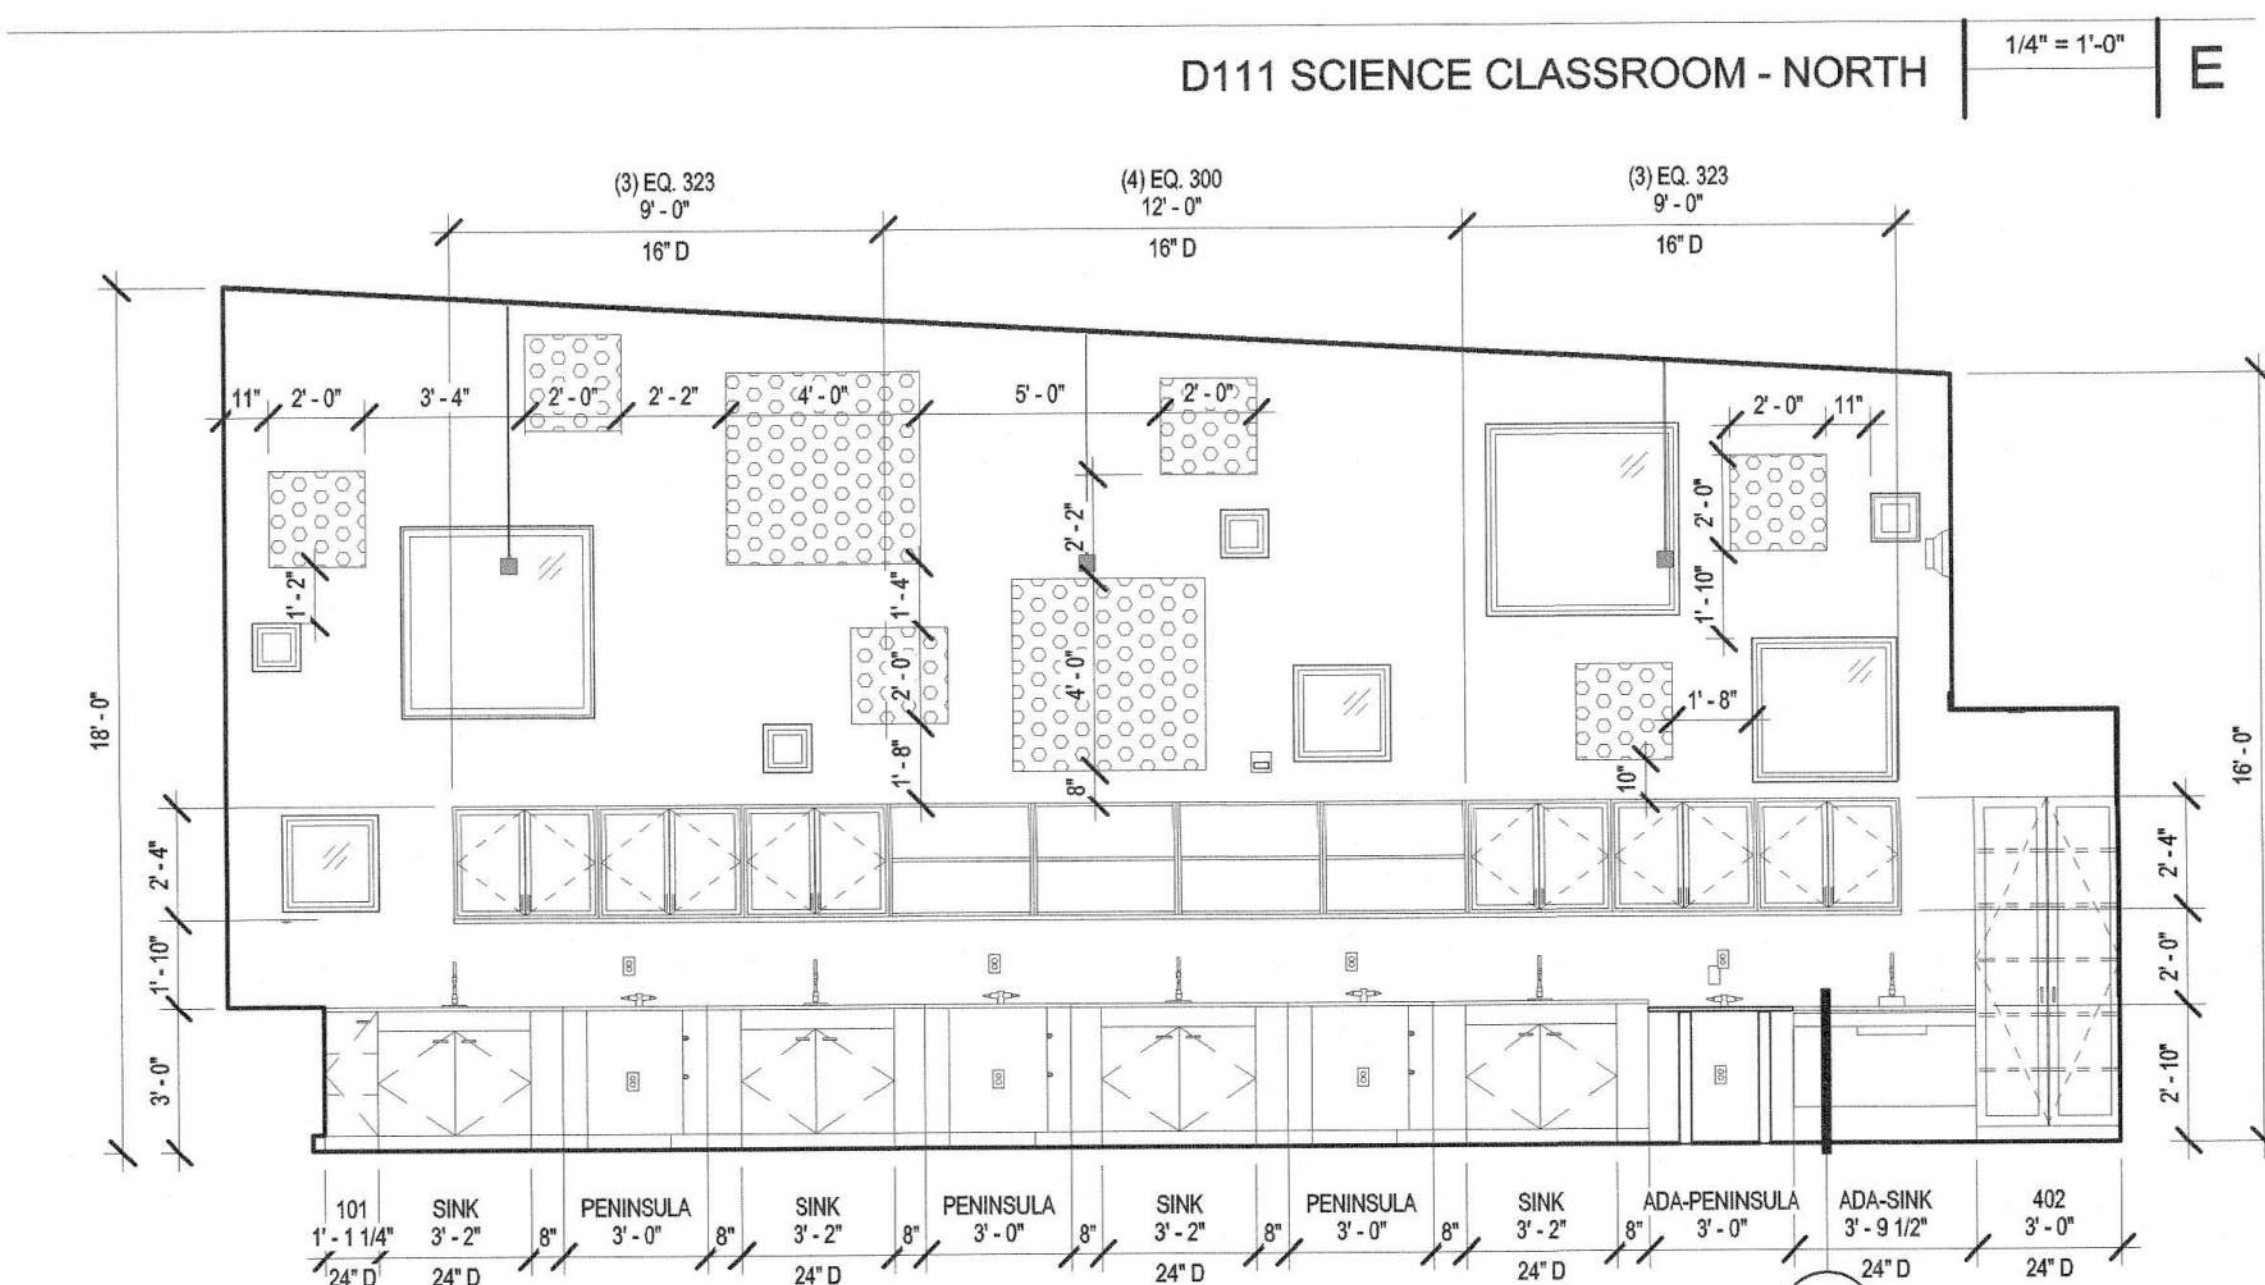 D111 SCIENCE CLASSROOM - NORTH
1/4" = 1'-0"
E
(3) EQ. 323
9' - 0"
16" D
(4) EQ. 300
12' - 0"
16" D
(3) EQ. 323
9' - 0"
16" D
11"
2' - 0"
3' - 4"
2' - 0"
2' - 2"
4' - 0"
5' - 0"
2' - 0"
2' - 0"
11"
1' - 2"
2' - 2"
2' - 0"
1' - 4"
1' - 10"
2' - 0"
4' - 0"
1' - 8"
1' - 8"
8"
10"
18' - 0"
16' - 0"
2' - 4"
1' - 10"
3' - 0"
2' - 4"
2' - 0"
2' - 10"
101
1' - 1 1/4"
24" D
SINK
3' - 2"
24" D
8"
PENINSULA
3' - 0"
8"
SINK
3' - 2"
24" D
8"
PENINSULA
3' - 0"
8"
SINK
3' - 2"
24" D
8"
PENINSULA
3' - 0"
8"
SINK
3' - 2"
24" D
8"
ADA-PENINSULA
3' - 0"
ADA-SINK
3' - 9 1/2"
24" D
402
3' - 0"
24" D